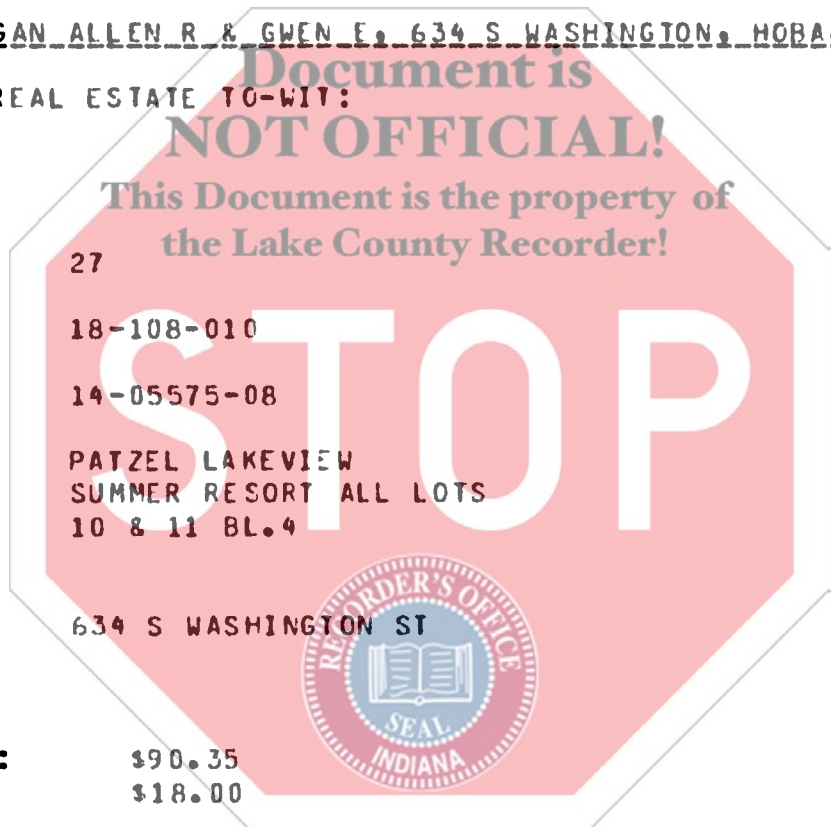 GAN ALLEN R & GWEN E, 634 S WASHINGTON, HOBA
Document is
REAL ESTATE TO-WIT:
NOT OFFICIAL!
This Document is the property of
the Lake County Recorder!
27
18-108-010
14-05575-08
STOP
PATZEL LAKEVIEW
SUMMER RESORT ALL LOTS
10 & 11 BL.4
RECORDER'S OFFICE
634 S WASHINGTON ST
SEAL
INDIANA
: $90.35
$18.00